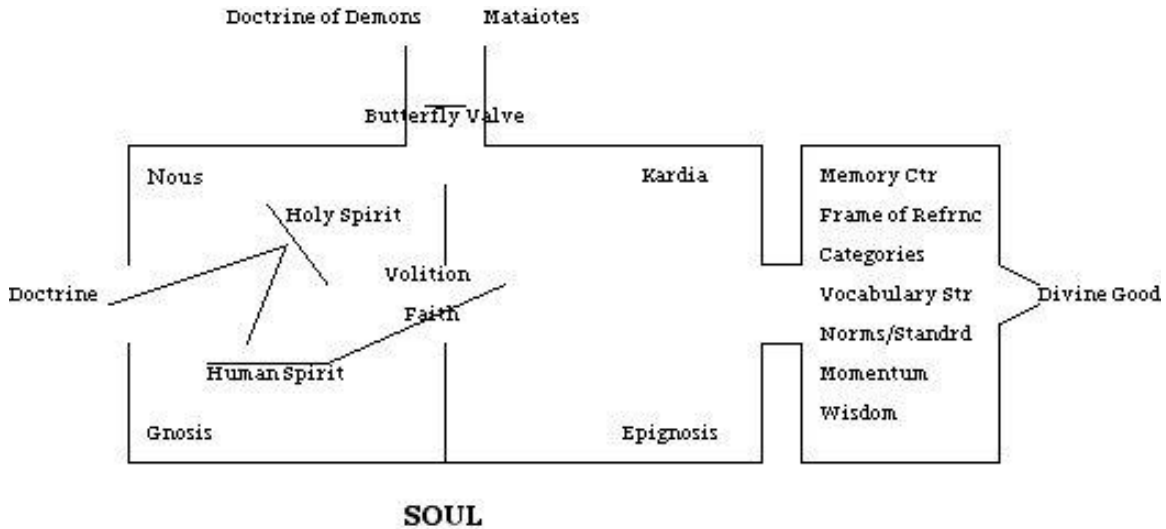 Doctrine of Demons
Mataiotes
Butterfly Valve
Nous
Kardia
Memory Ctr
Holy Spirit
Frame of Refrnc
Categories
Volition
Doctrine
Vocabulary Str
Divine Good
Faith
Norms/Standrd
Human Spirit
Momentum
Wisdom
Gnosis
Epignosis
SOUL